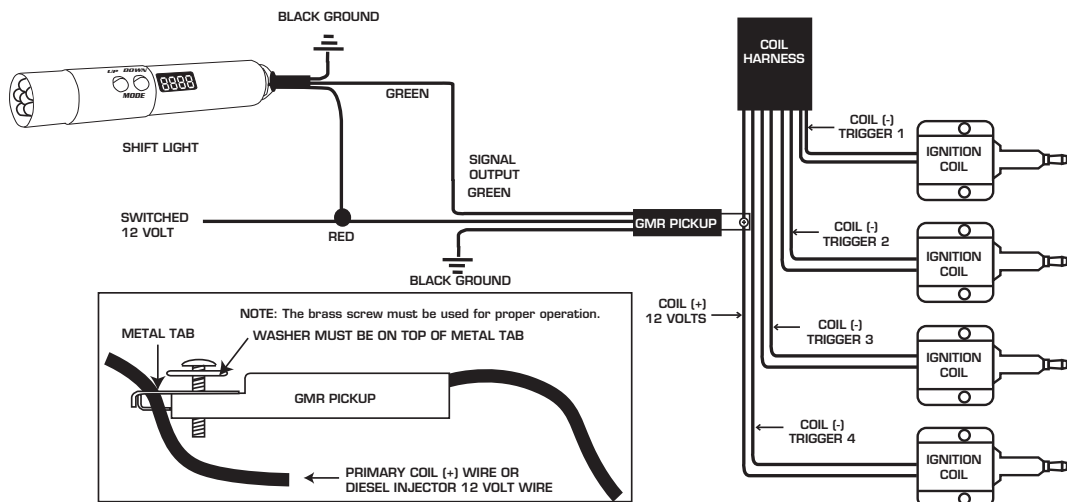 BLACK GROUND
UP DOWN
8888
MODE
GREEN
SHIFT LIGHT
SIGNAL
OUTPUT
GREEN
SWITCHED
12 VOLT
RED
GMR PICKUP
BLACK GROUND
COIL
HARNESS
COIL (-)
TRIGGER 1
IGNITION
COIL
COIL (-)
TRIGGER 2
IGNITION
COIL
COIL (+)
12 VOLTS
COIL (-)
TRIGGER 3
IGNITION
COIL
COIL (-)
TRIGGER 4
IGNITION
COIL
NOTE: The brass screw must be used for proper operation.
METAL TAB
WASHER MUST BE ON TOP OF METAL TAB
GMR PICKUP
PRIMARY COIL (+) WIRE OR
DIESEL INJECTOR 12 VOLT WIRE